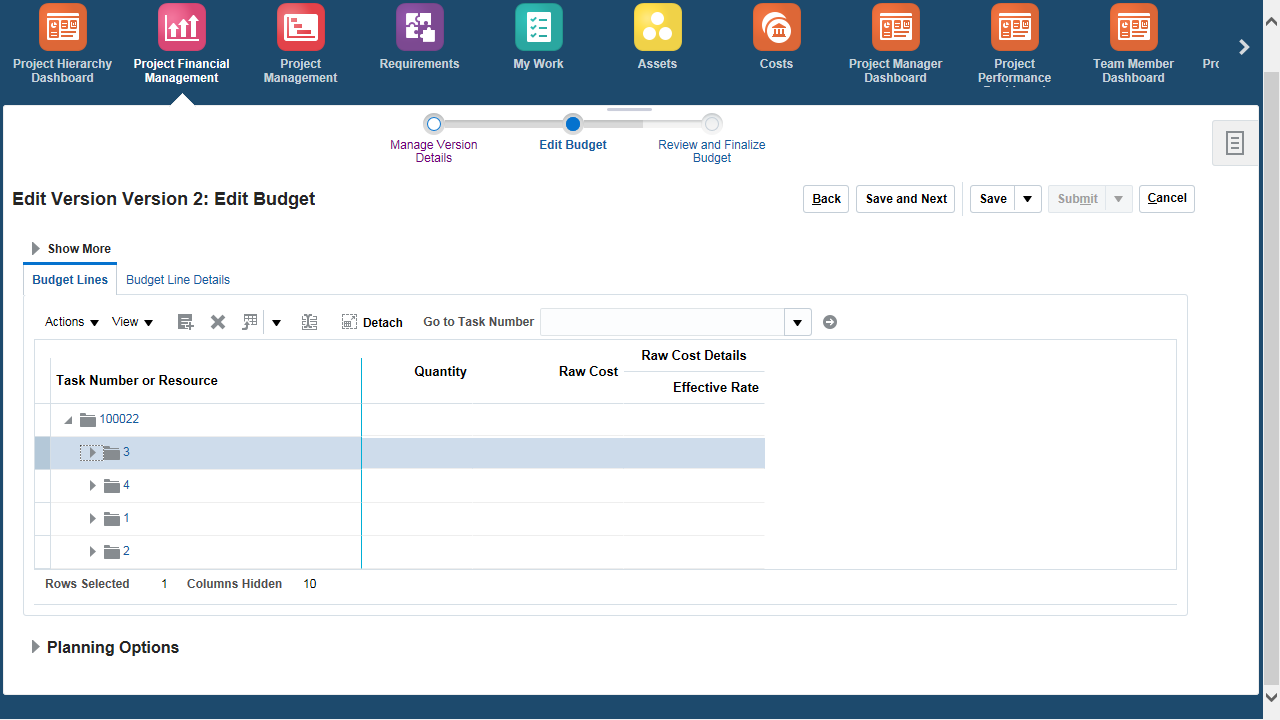 Project Hierarchy
Dashboard
Project Financial
Management
Project
Management
Requirements
My Work
Assets
Costs
Project Manager
Dashboard
Project
Performance
Team Member
Dashboard
Manage Version
Details
Edit Budget
Review and Finalize
Budget
Edit Version Version 2: Edit Budget
Back
Save and Next
Save
Submit
Cancel
Show More
Budget Lines
Budget Line Details
Actions
View
Detach
Go to Task Number
Task Number or Resource
Quantity
Raw Cost
Raw Cost Details
Effective Rate
100022
3
4
1
2
Rows Selected 1 Columns Hidden 10
Planning Options